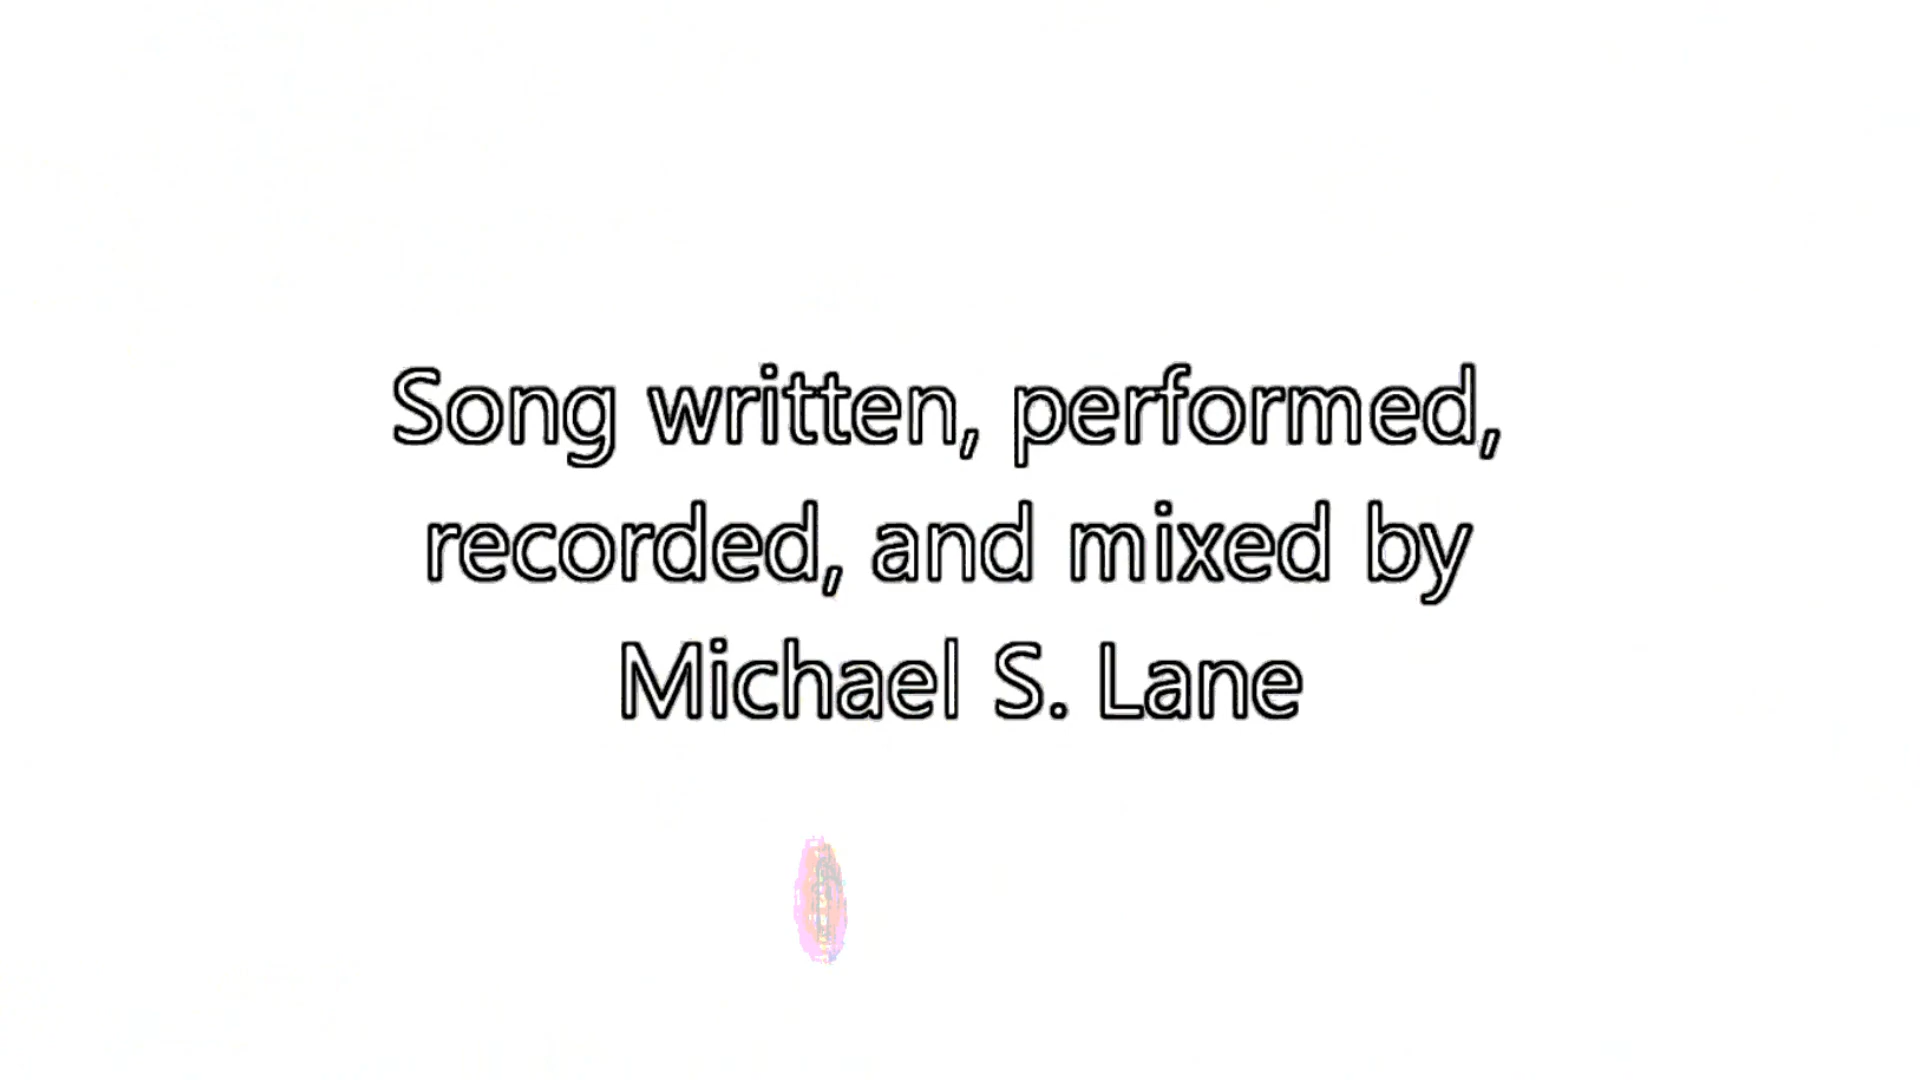 Song written, performed,
recorded, and mixed by
Michael S. Lane